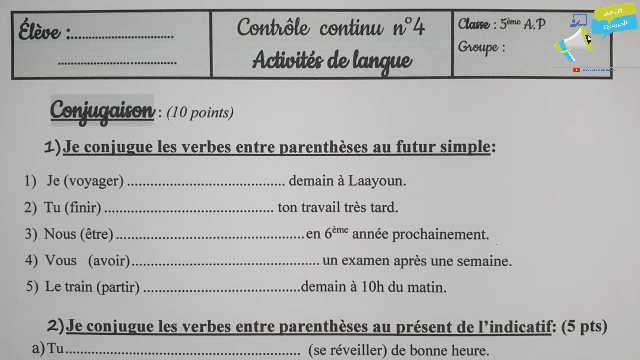 Élève :..............................
..................................
Contrôle continu n°4
Activités de langue
Classe : 5ème A.P
Groupe :
Conjugaison : (10 points)
1) Je conjugue les verbes entre parenthèses au futur simple:
1) Je (voyager) ........................................ demain à Laayoun.
2) Tu (finir) ........................................... ton travail très tard.
3) Nous (être) ................................................ en 6ème année prochainement.
4) Vous (avoir)................................................ un examen après une semaine.
5) Le train (partir) ........................................demain à 10h du matin.
2) Je conjugue les verbes entre parenthèses au présent de l'indicatif: (5 pts)
a) Tu............................................................ (se réveiller) de bonne heure.